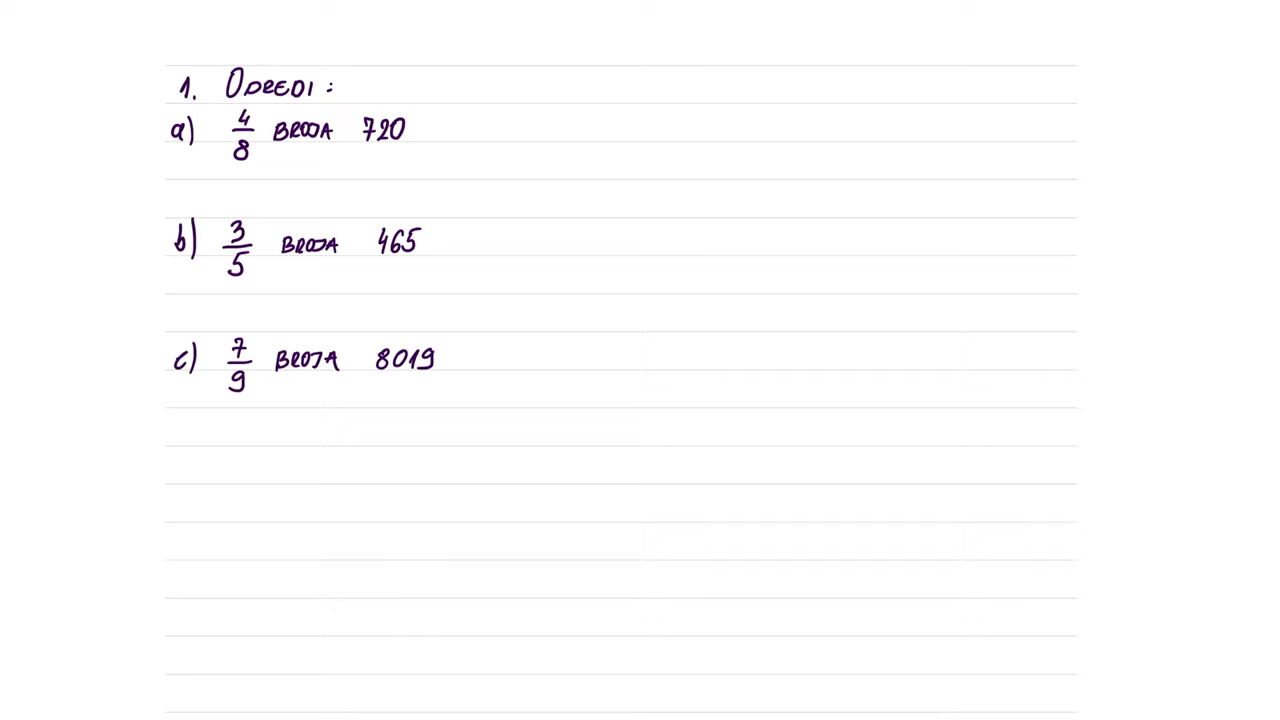 1. ODREDI:
a) 4/8 BROJA 720
b) 3/5 BROJA 465
c) 7/9 BROJA 8019